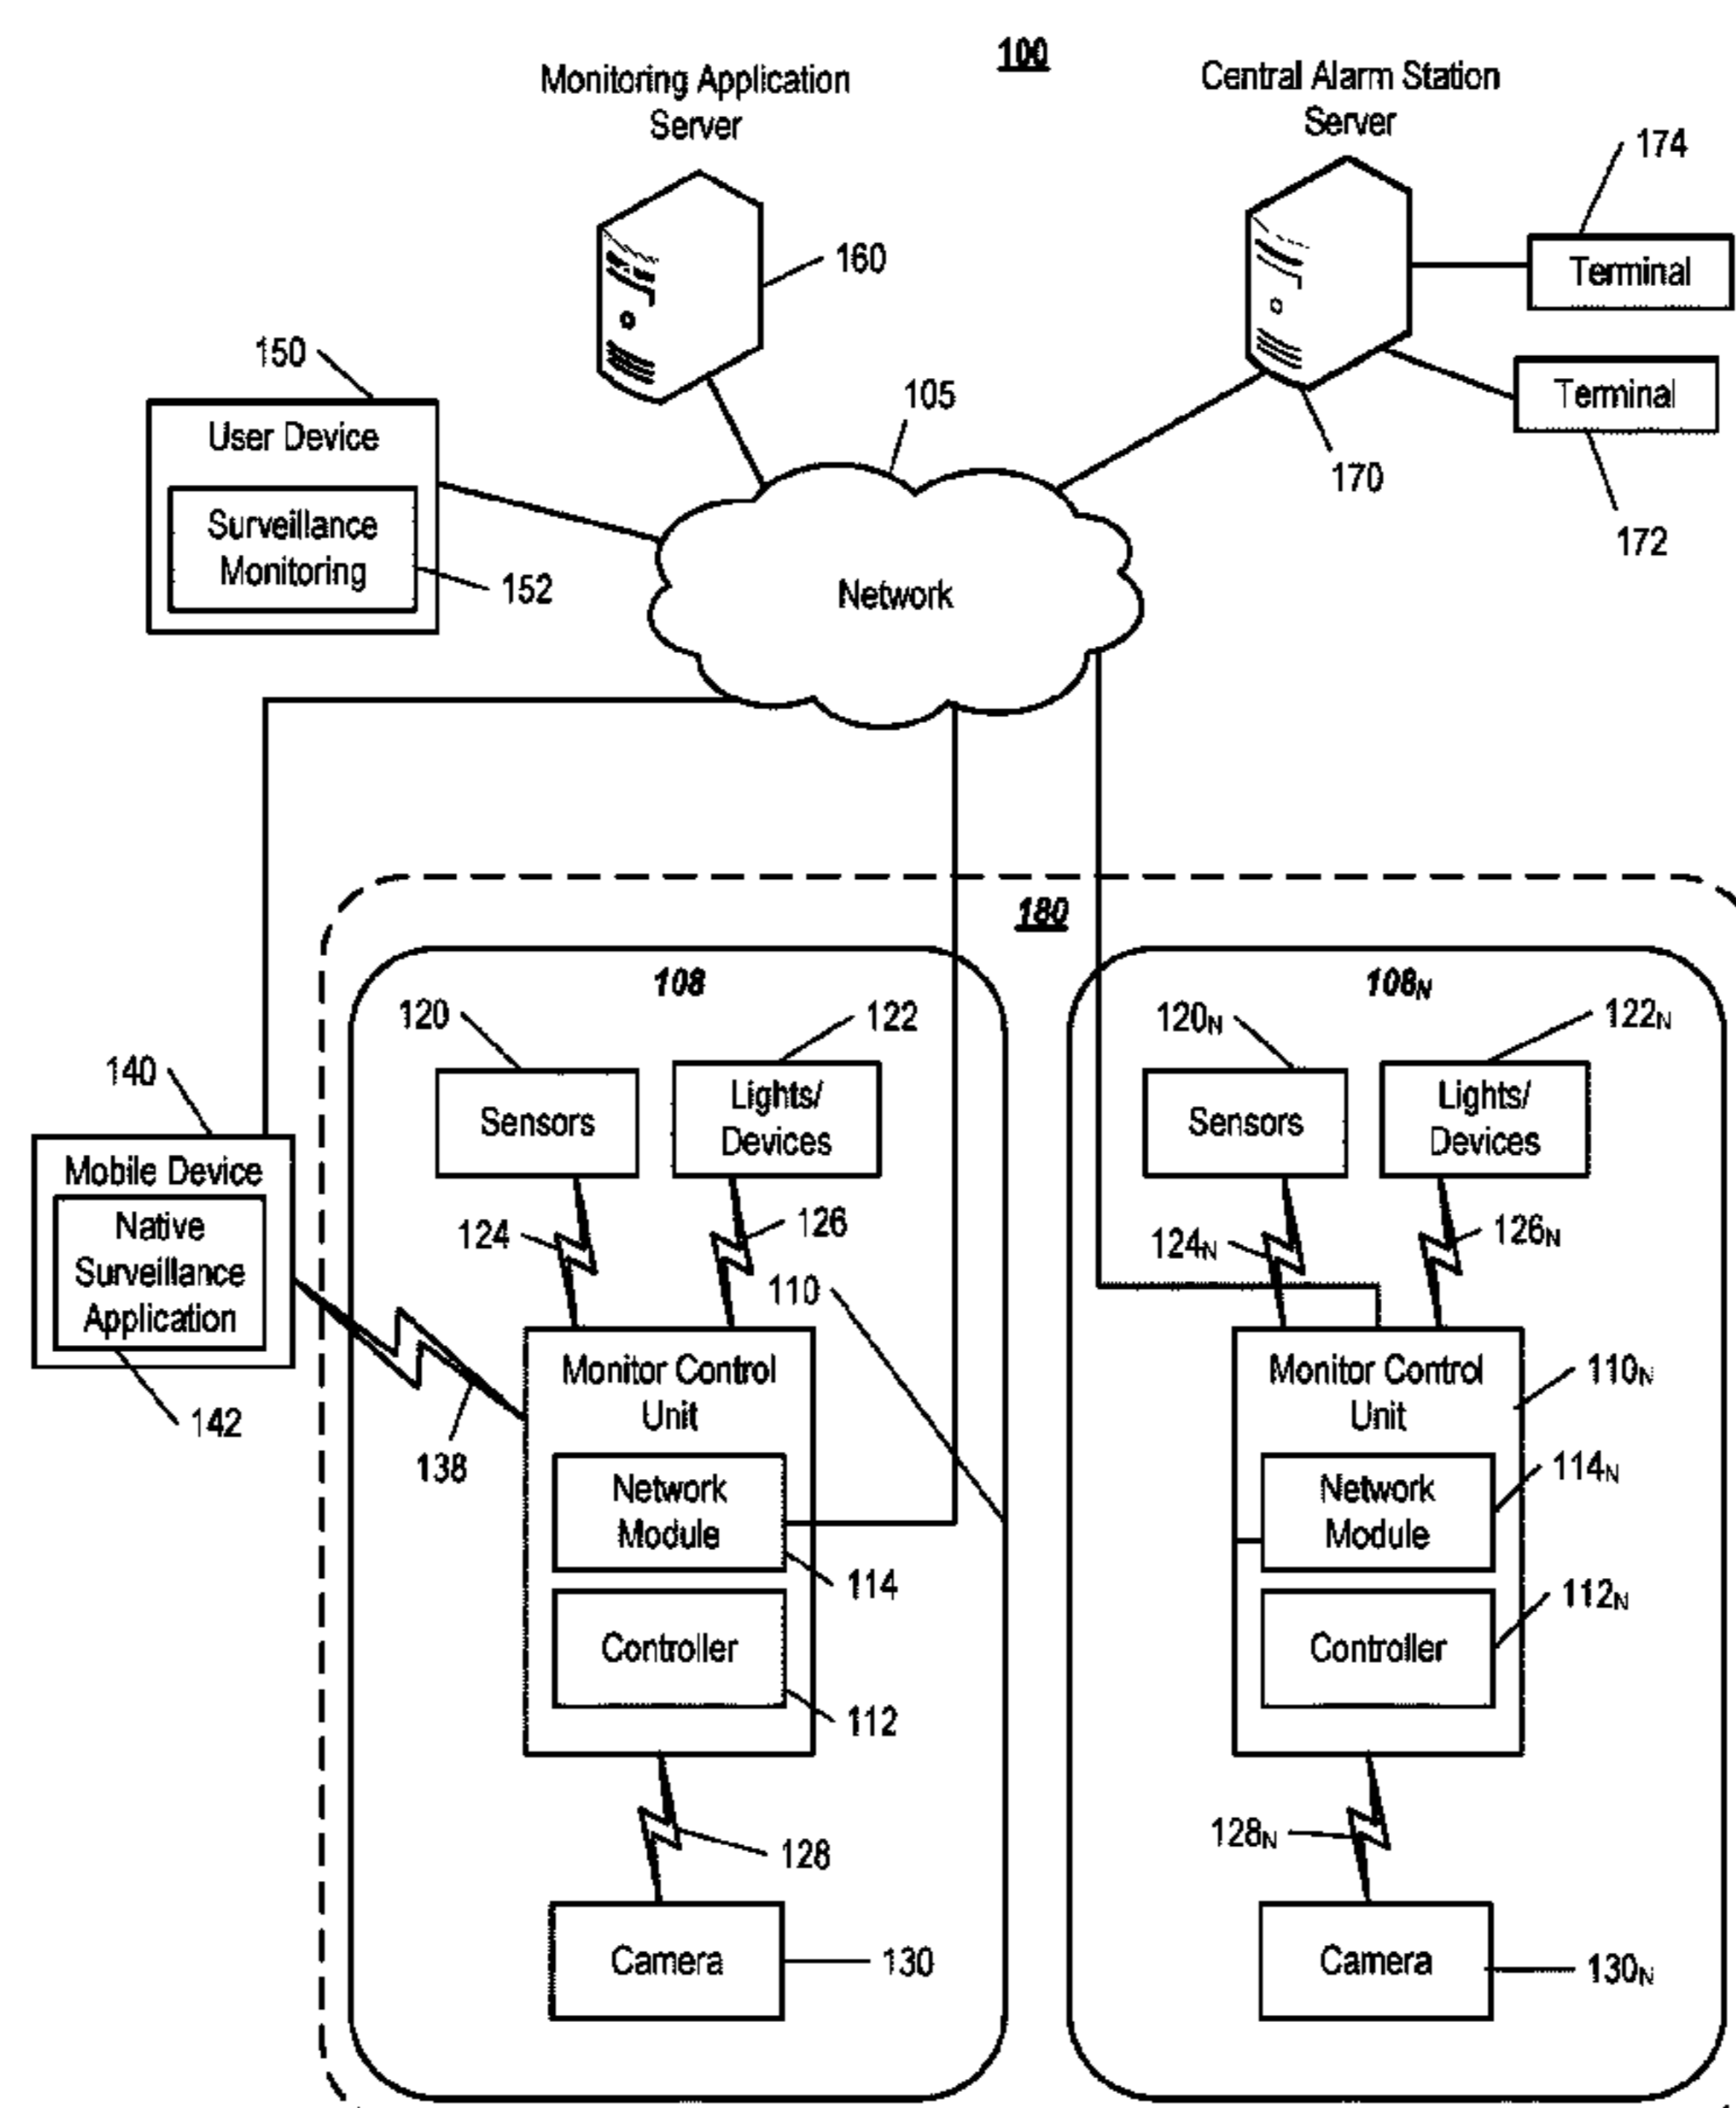 100
Monitoring Application
Server
Central Alarm Station
Server
174
Terminal
160
150
105
Terminal
User Device
170
172
Surveillance
Monitoring
152
Network
180
108
108N
120
122
120N
122N
140
Sensors
Lights/
Devices
Sensors
Lights/
Devices
Mobile Device
Native
Surveillance
Application
124
126
124N
126N
110
142
138
Monitor Control
Unit
Monitor Control
Unit
110N
Network
Module
114
Network
Module
114N
Controller
112
Controller
112N
128
128N
Camera
130
Camera
130N